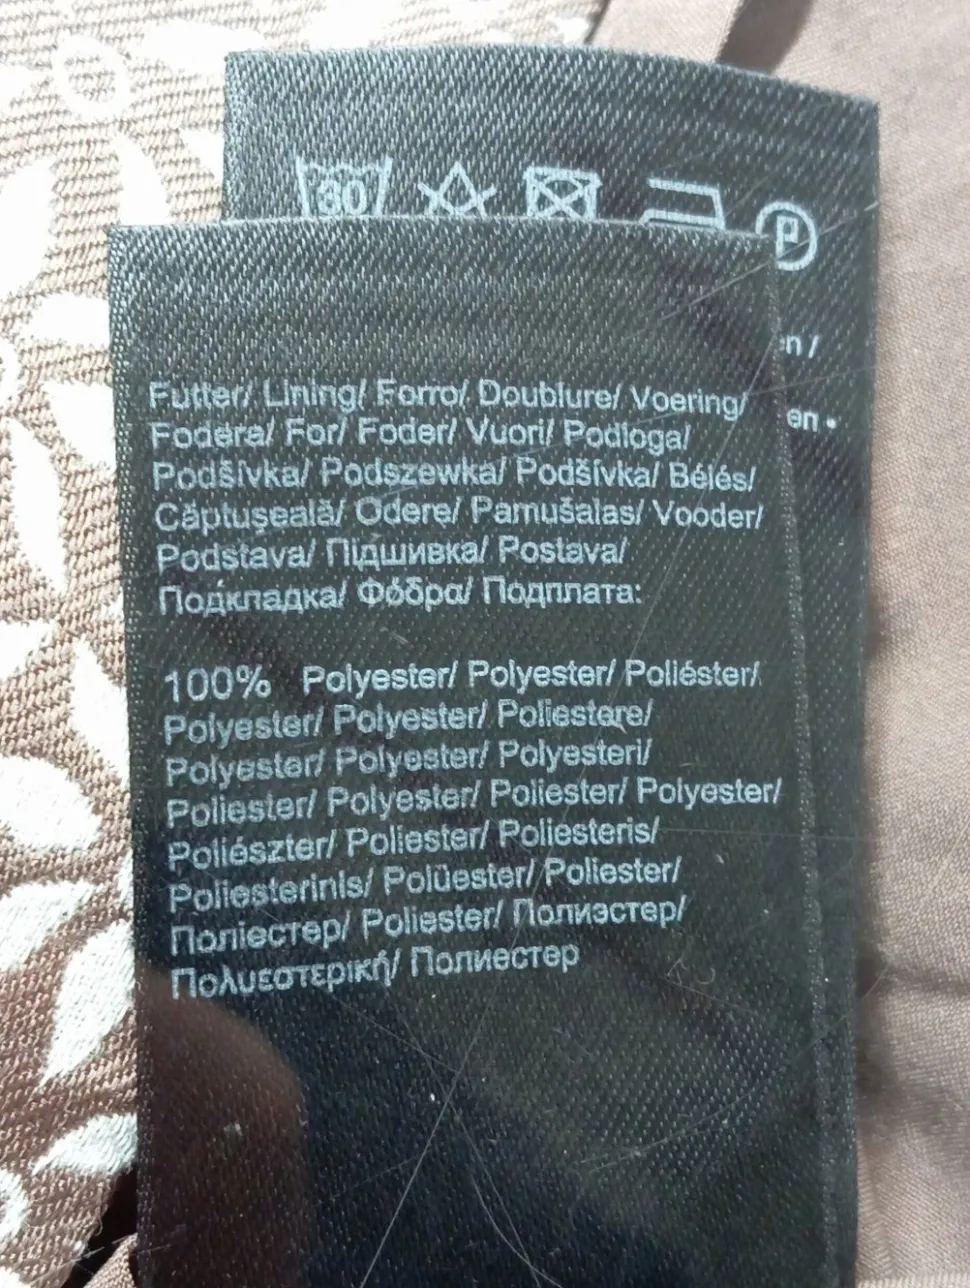 30
P
en /
en •
Futter/ Lining/ Forro/ Doublure/ Voering/
Fodera/ For/ Foder/ Vuori/ Podloga/
Podšívka/ Podszewka/ Podšívka/ Bélés/
Căptuşeală/ Odere/ Pamušalas/ Vooder/
Podstava/ Підшивка/ Postava/
Подкладка/ Φόδρα/ Подплата:
100% Polyester/ Polyester/ Poliéster/
Polyester/ Polyester/ Poliestere/
Polyester/ Polyester/ Polyesteri/
Poliester/ Polyester/ Poliester/ Polyester/
Poliészter/ Poliester/ Poliesteris/
Poliesterinis/ Polüester/ Poliester/
Поліестер/ Poliester/ Полиэстер/
Πολυεστερική/ Полиестер